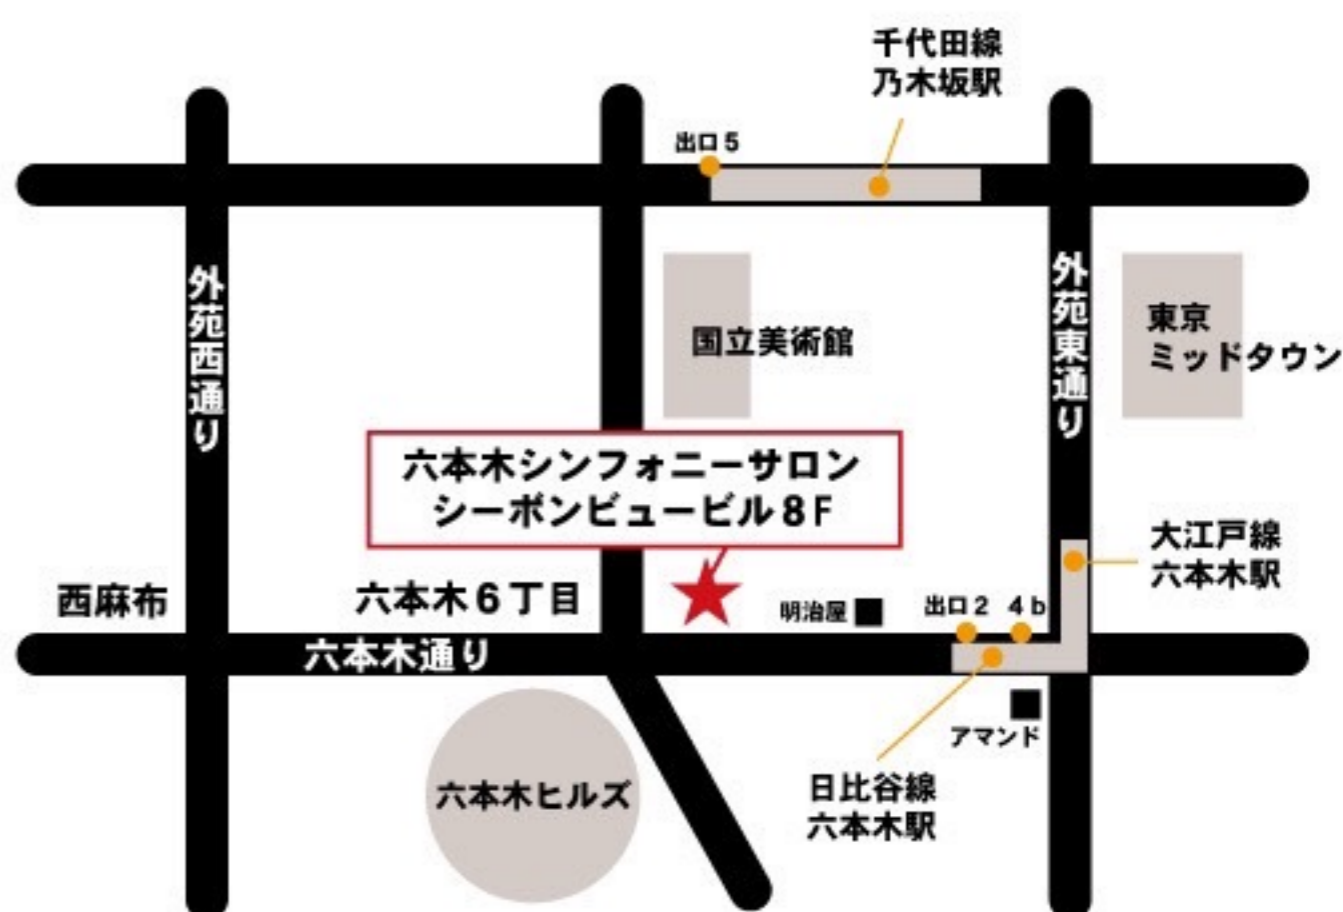 千代田線
乃木坂駅
出口5
外苑西通り
国立美術館
外苑東通り
東京
ミッドタウン
六本木シンフォニーサロン
シーボンビュービル8F
大江戸線
六本木駅
西麻布
六本木6丁目
明治屋
出口2
4b
六本木通り
アマンド
六本木ヒルズ
日比谷線
六本木駅